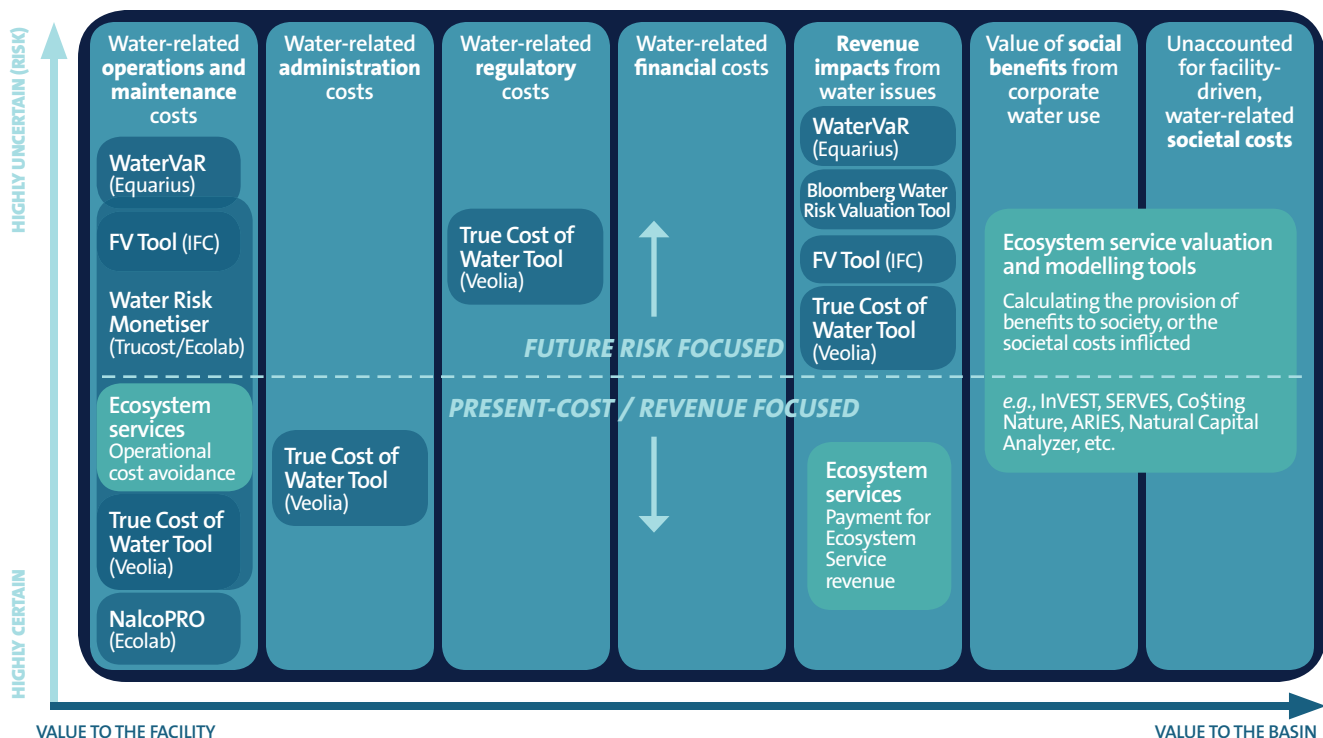 HIGHLY UNCERTAIN (RISK)
HIGHLY CERTAIN
Water-related
operations and
maintenance
costs
WaterVaR
(Equarius)
FV Tool (IFC)
Water Risk
Monetiser
(Trucost/Ecolab)
Ecosystem
services
Operational
cost avoidance
True Cost of
Water Tool
(Veolia)
NalcoPRO
(Ecolab)
Water-related
administration
costs
True Cost of
Water Tool
(Veolia)
Water-related
regulatory
costs
True Cost of
Water Tool
(Veolia)
Water-related
financial costs
FUTURE RISK FOCUSED
PRESENT-COST / REVENUE FOCUSED
Revenue
impacts from
water issues
WaterVaR
(Equarius)
Bloomberg Water
Risk Valuation Tool
FV Tool (IFC)
True Cost of
Water Tool
(Veolia)
Ecosystem
services
Payment for
Ecosystem
Service
revenue
Value of social
benefits from
corporate
water use
Unaccounted
for facility-
driven,
water-related
societal costs
Ecosystem service valuation
and modelling tools
Calculating the provision of
benefits to society, or the
societal costs inflicted
e.g., InVEST, SERVES, Co$ting
Nature, ARIES, Natural Capital
Analyzer, etc.
VALUE TO THE FACILITY
VALUE TO THE BASIN